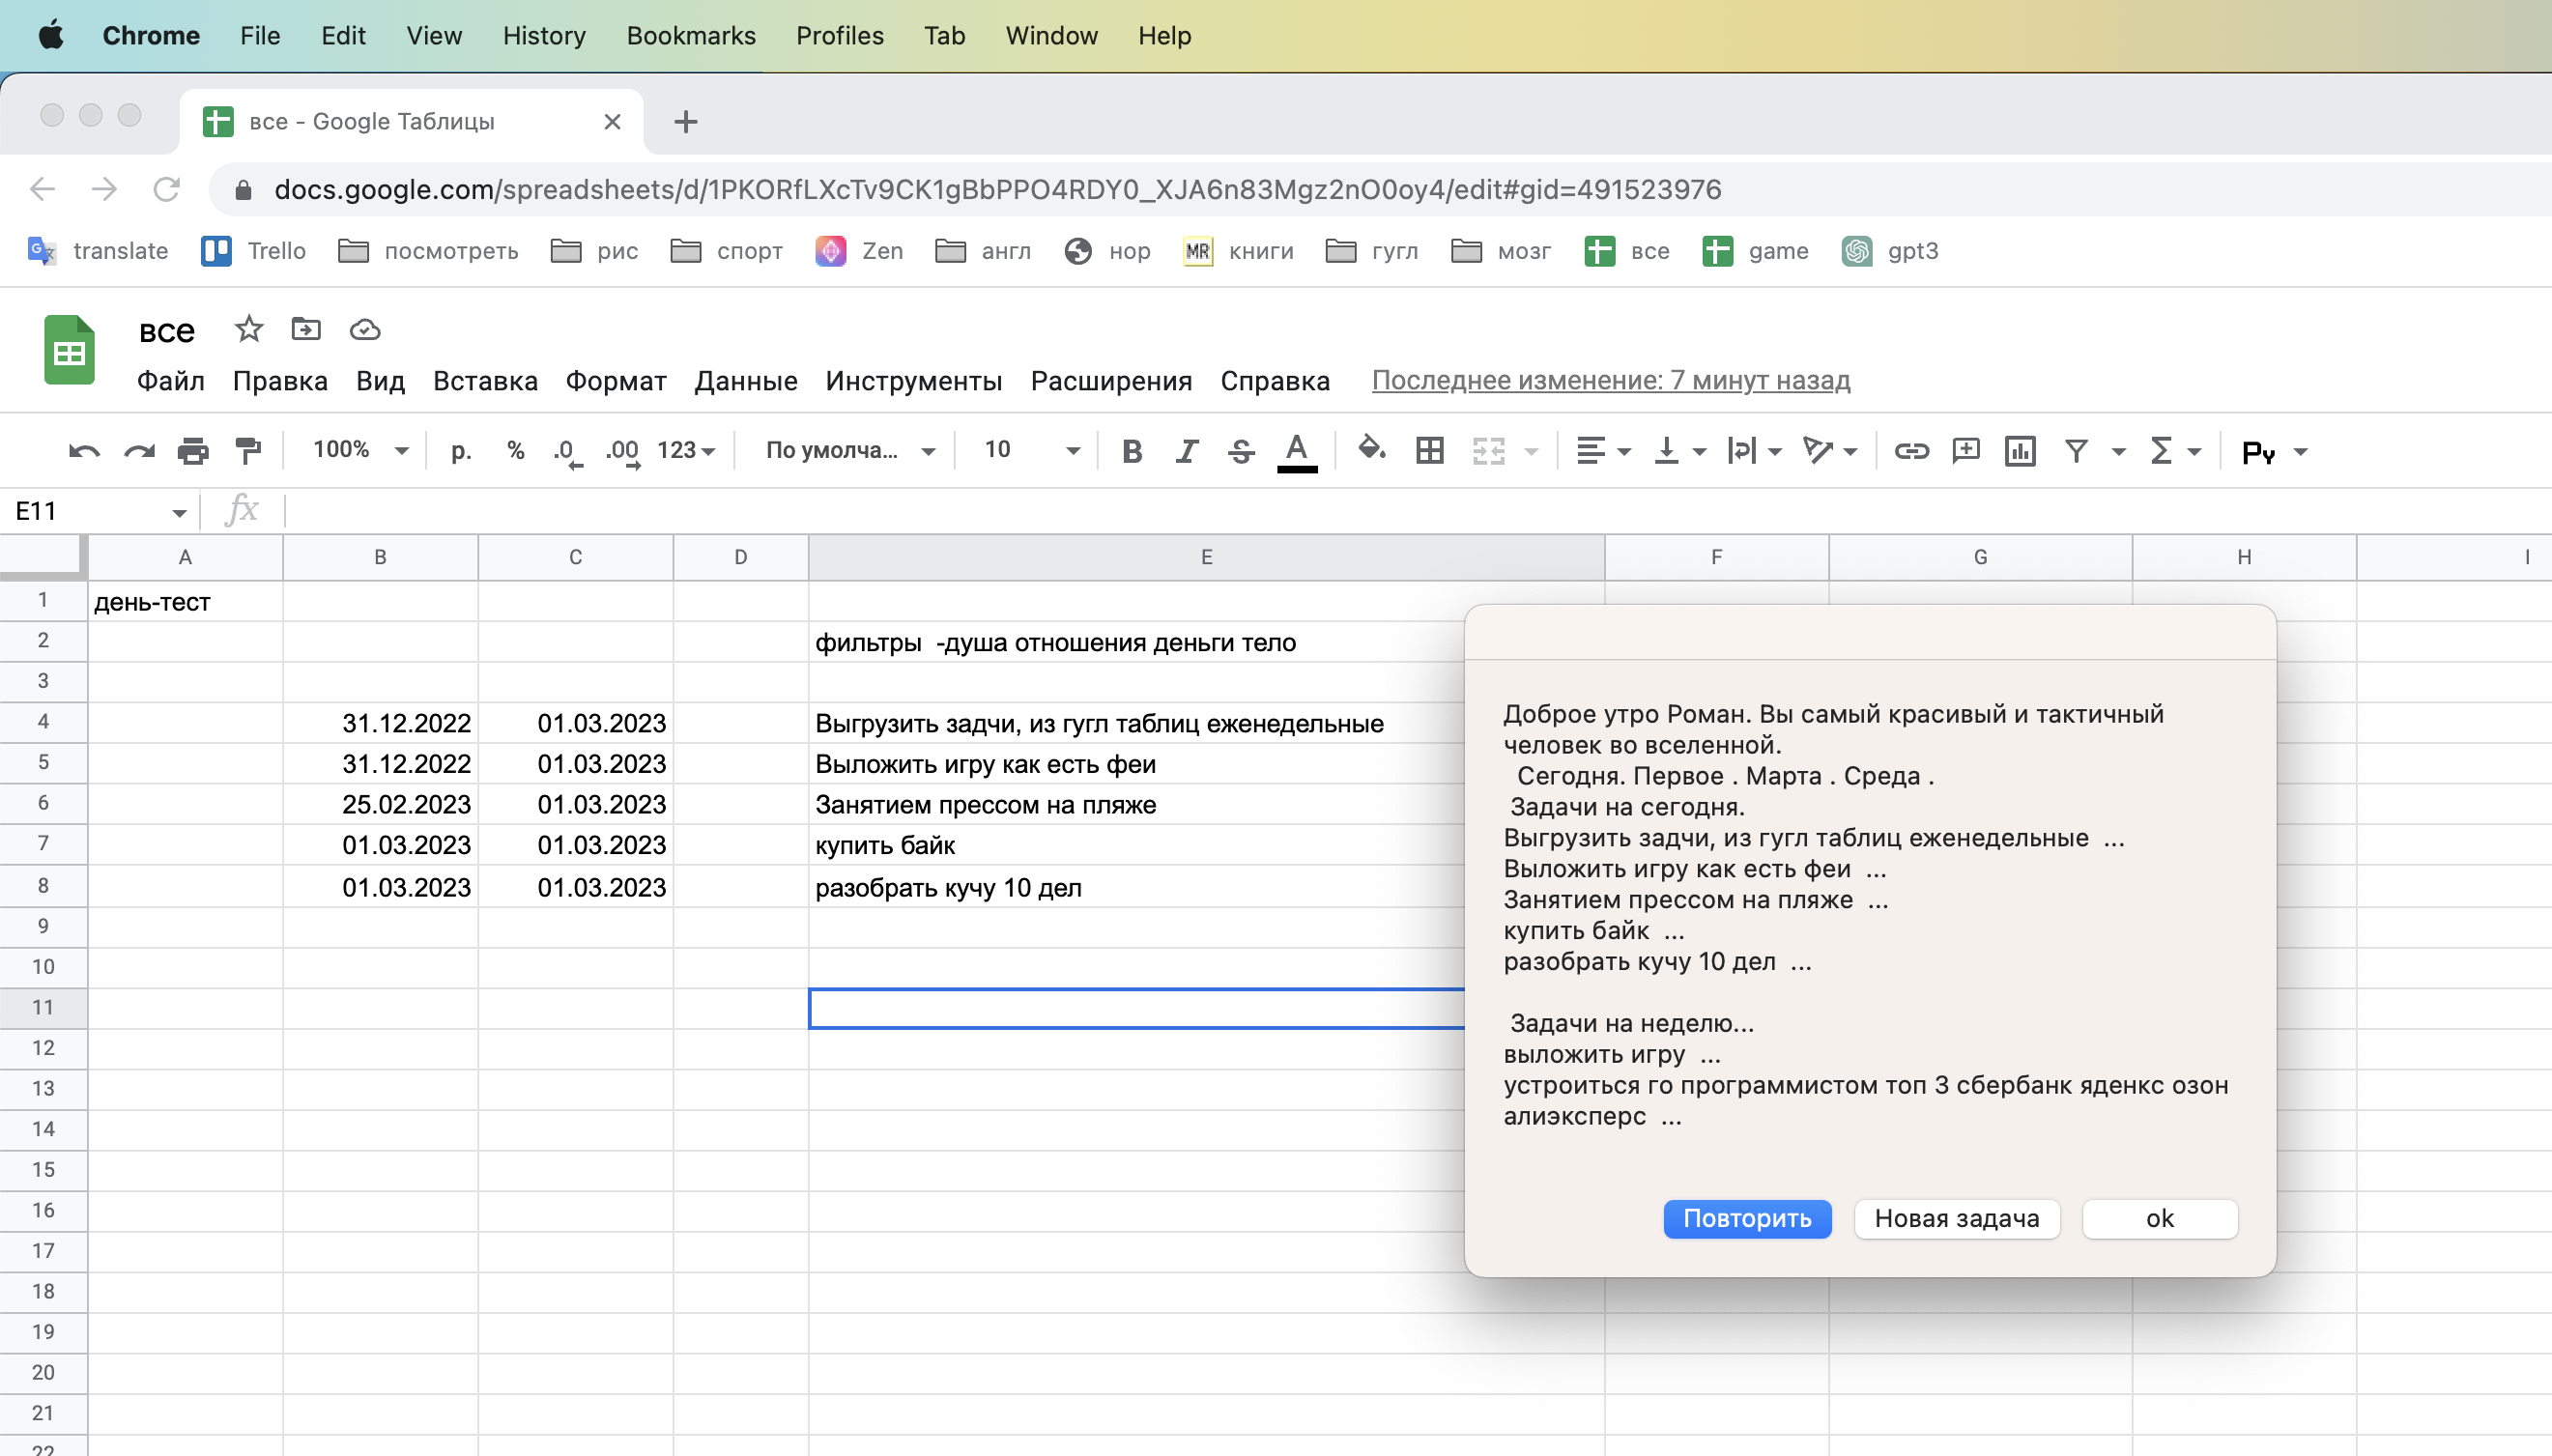 Chrome File Edit View History Bookmarks Profiles Tab Window Help
все - Google Таблицы
docs.google.com/spreadsheets/d/1PKORfLXcTv9CK1gBbPPO4RDY0_XJA6n83Mgz2nO0oy4/edit#gid=491523976
translate Trello посмотреть рис спорт Zen англ нор MR книги гугл мозг все game gpt3
все
Файл Правка Вид Вставка Формат Данные Инструменты Расширения Справка Последнее изменение: 7 минут назад
100% р. % .0 .00 123 По умолча... 10 B I S A Σ Ру
E11 fx
A B C D E F G H I
1 день-тест
2 фильтры -душа отношения деньги тело
3
4 31.12.2022 01.03.2023 Выгрузить задчи, из гугл таблиц еженедельные
5 31.12.2022 01.03.2023 Выложить игру как есть феи
6 25.02.2023 01.03.2023 Занятием прессом на пляже
7 01.03.2023 01.03.2023 купить байк
8 01.03.2023 01.03.2023 разобрать кучу 10 дел
9
10
11
12
13
14
15
16
17
18
19
20
21
22
Доброе утро Роман. Вы самый красивый и тактичный
человек во вселенной.
Сегодня. Первое . Марта . Среда .
Задачи на сегодня.
Выгрузить задчи, из гугл таблиц еженедельные ...
Выложить игру как есть феи ...
Занятием прессом на пляже ...
купить байк ...
разобрать кучу 10 дел ...
Задачи на неделю...
выложить игру ...
устроиться го программистом топ 3 сбербанк яденкс озон
алиэксперс ...
Повторить Новая задача ok